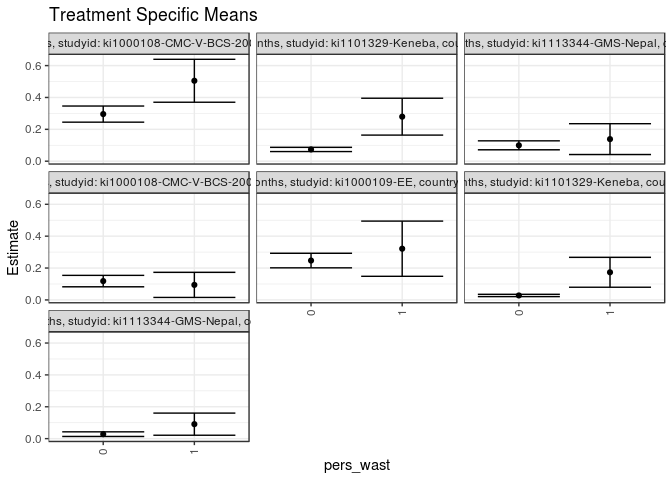 Treatment Specific Means
s, studyid: ki1000108-CMC-V-BCS-200
nths, studyid: ki1101329-Keneba, cou
nths, studyid: ki1113344-GMS-Nepal, c
0.6
0.4
0.2
0.0
, studyid: ki1000108-CMC-V-BCS-200
onths, studyid: ki1000109-EE, country
nths, studyid: ki1101329-Keneba, cou
0.6
0.4
0.2
0.0
Estimate
0 1
0 1
ths, studyid: ki1113344-GMS-Nepal, c
0.6
0.4
0.2
0.0
0 1
pers_wast